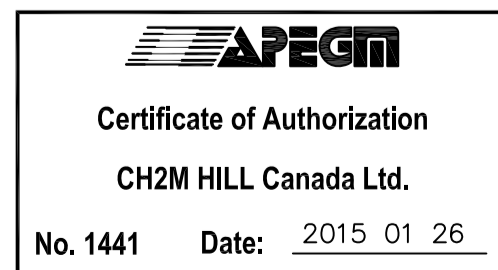 APEGM
Certificate of Authorization
CH2M HILL Canada Ltd.
No. 1441 Date: 2015 01 26